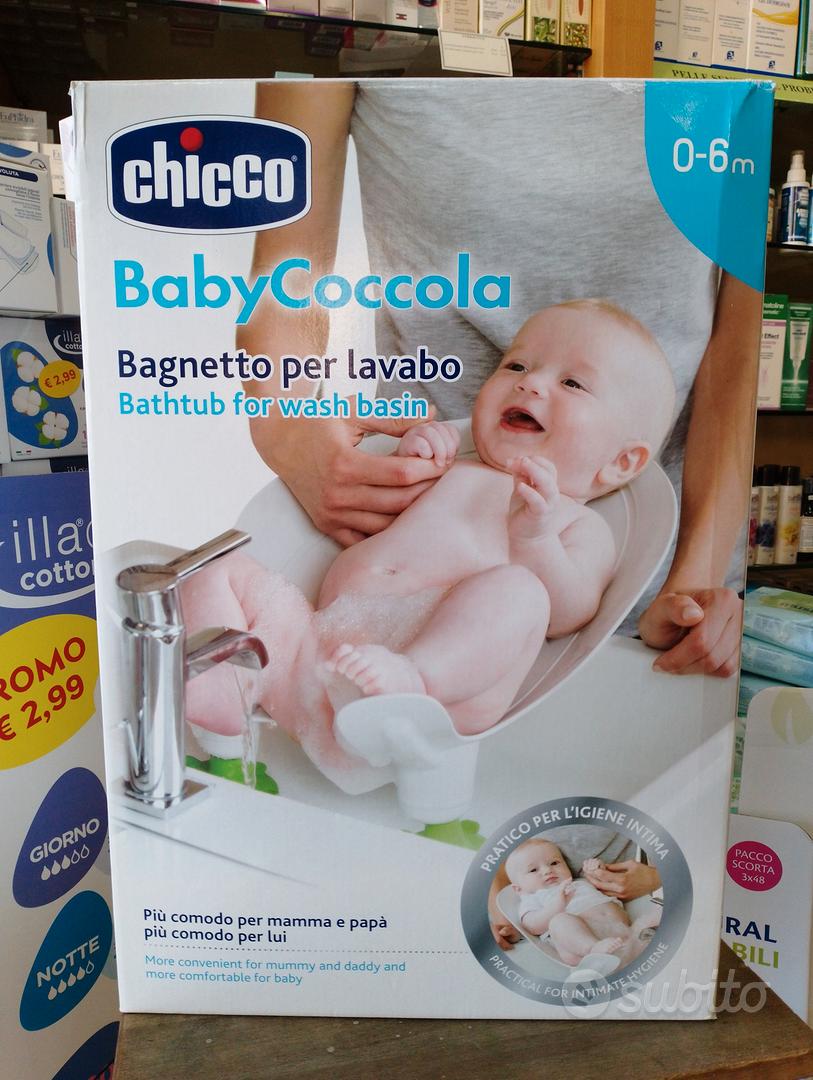 chicco
0-6m
BabyCoccola
Bagnetto per lavabo
Bathtub for wash basin
PRATICO PER L'IGIENE INTIMA
PRACTICAL FOR INTIMATE HYGIENE
Più comodo per mamma e papà
più comodo per lui
More convenient for mummy and daddy and
more comfortable for baby
subito
€ 2,99
illa
cotton
ROMO
€ 2,99
GIORNO
NOTTE
PELLE
PACCO
SCORTA
3x48
RAL
BILI